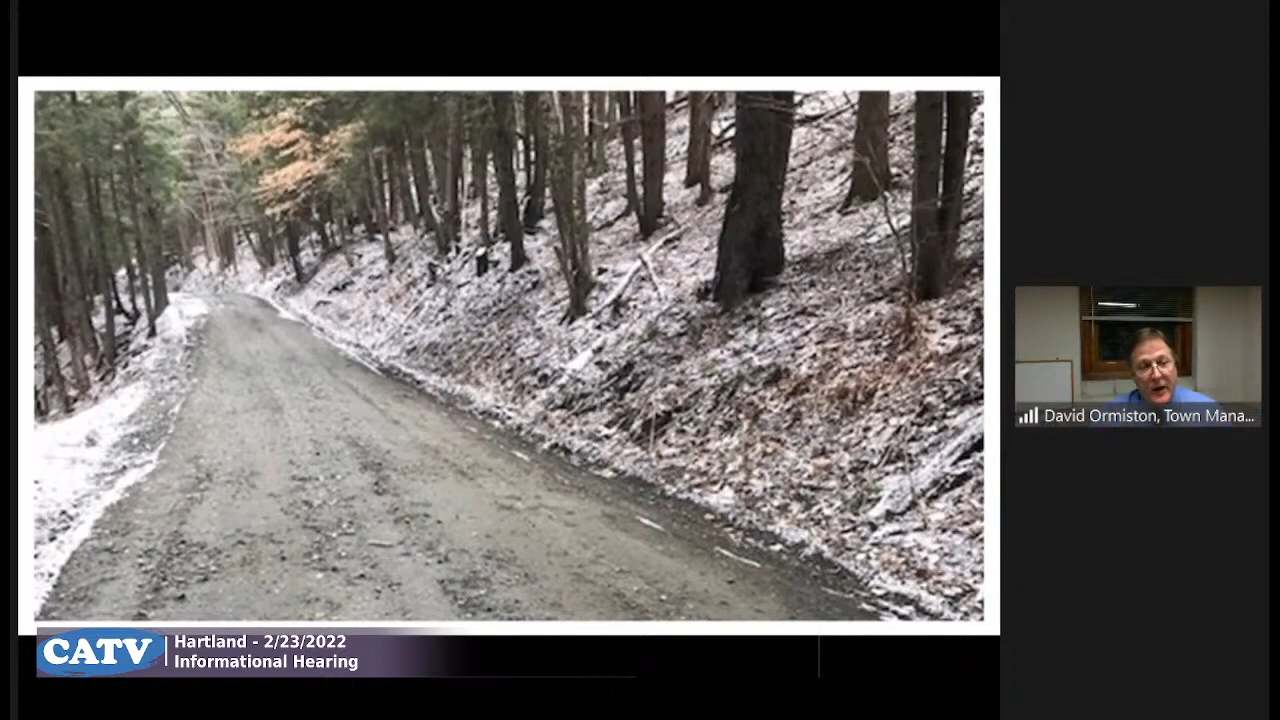 CATV
Hartland - 2/23/2022
Informational Hearing
David Ormiston, Town Mana...